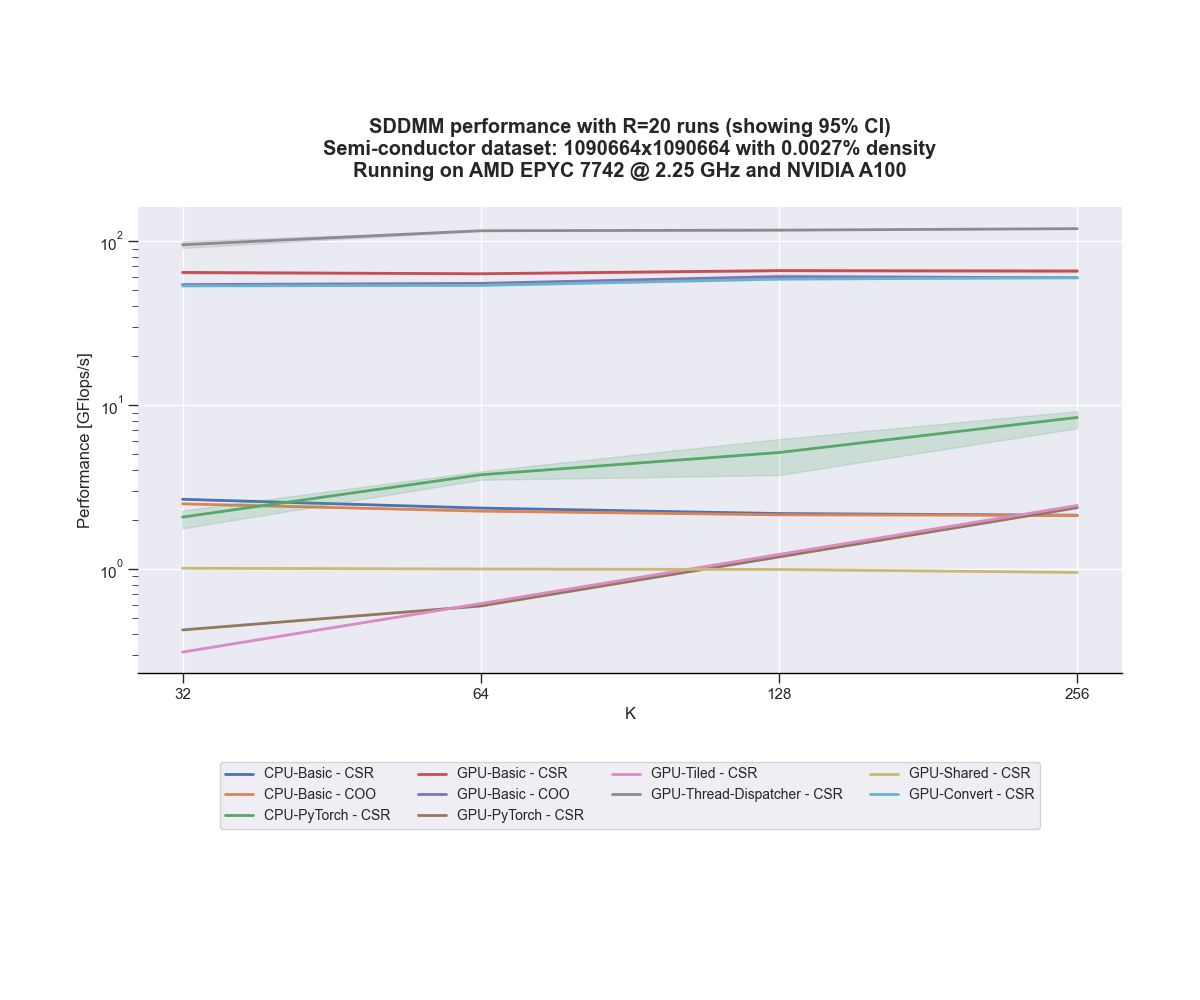 SDDMM performance with R=20 runs (showing 95% CI)
Semi-conductor dataset: 1090664x1090664 with 0.0027% density
Running on AMD EPYC 7742 @ 2.25 GHz and NVIDIA A100
Performance [GFlops/s]
10²
10¹
10⁰
32 64 128 256
K
CPU-Basic - CSR GPU-Basic - CSR GPU-Tiled - CSR GPU-Shared - CSR
CPU-Basic - COO GPU-Basic - COO GPU-Thread-Dispatcher - CSR GPU-Convert - CSR
CPU-PyTorch - CSR GPU-PyTorch - CSR